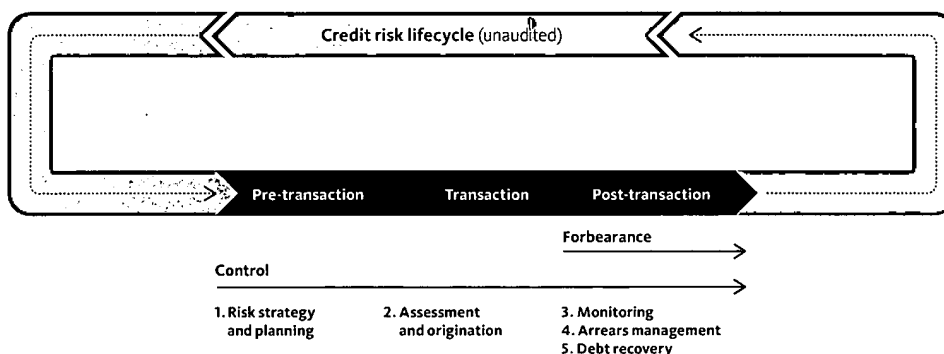 Credit risk lifecycle (unaudited)
Pre-transaction Transaction Post-transaction
Forbearance
Control
1. Risk strategy
and planning
2. Assessment
and origination
3. Monitoring
4. Arrears management
5. Debt recovery